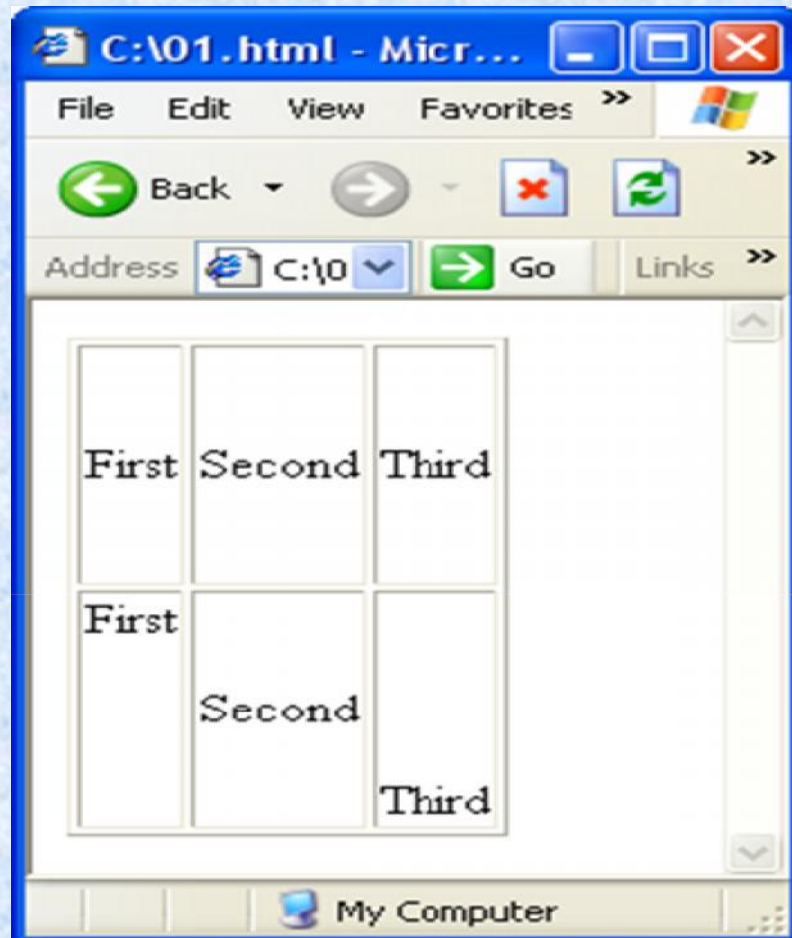 C:\01.html - Micr...
File Edit View Favorites »
Back »
Address C:\0 Go Links »
First Second Third
First
Second
Third
My Computer